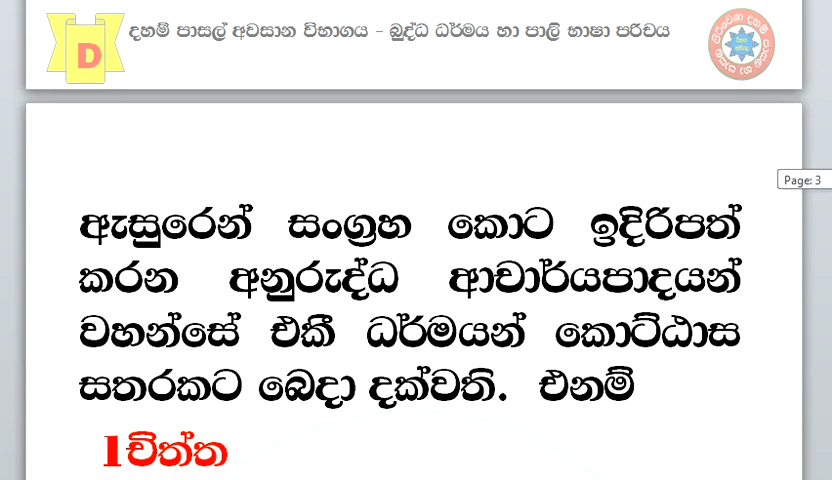 දහම් පාසල් අවසාන විභාගය - බුද්ධ ධර්මය හා පාලි භාෂා පරිචය
D
Page: 3
ඇසුරෙන් සංග්‍රහ කොට ඉදිරිපත්
කරන අනුරුද්ධ ආචාර්යපාදයන්
වහන්සේ එකී ධර්මයන් කොට්ඨාස
සතරකට බෙදා දක්වති. එනම්
1චිත්ත